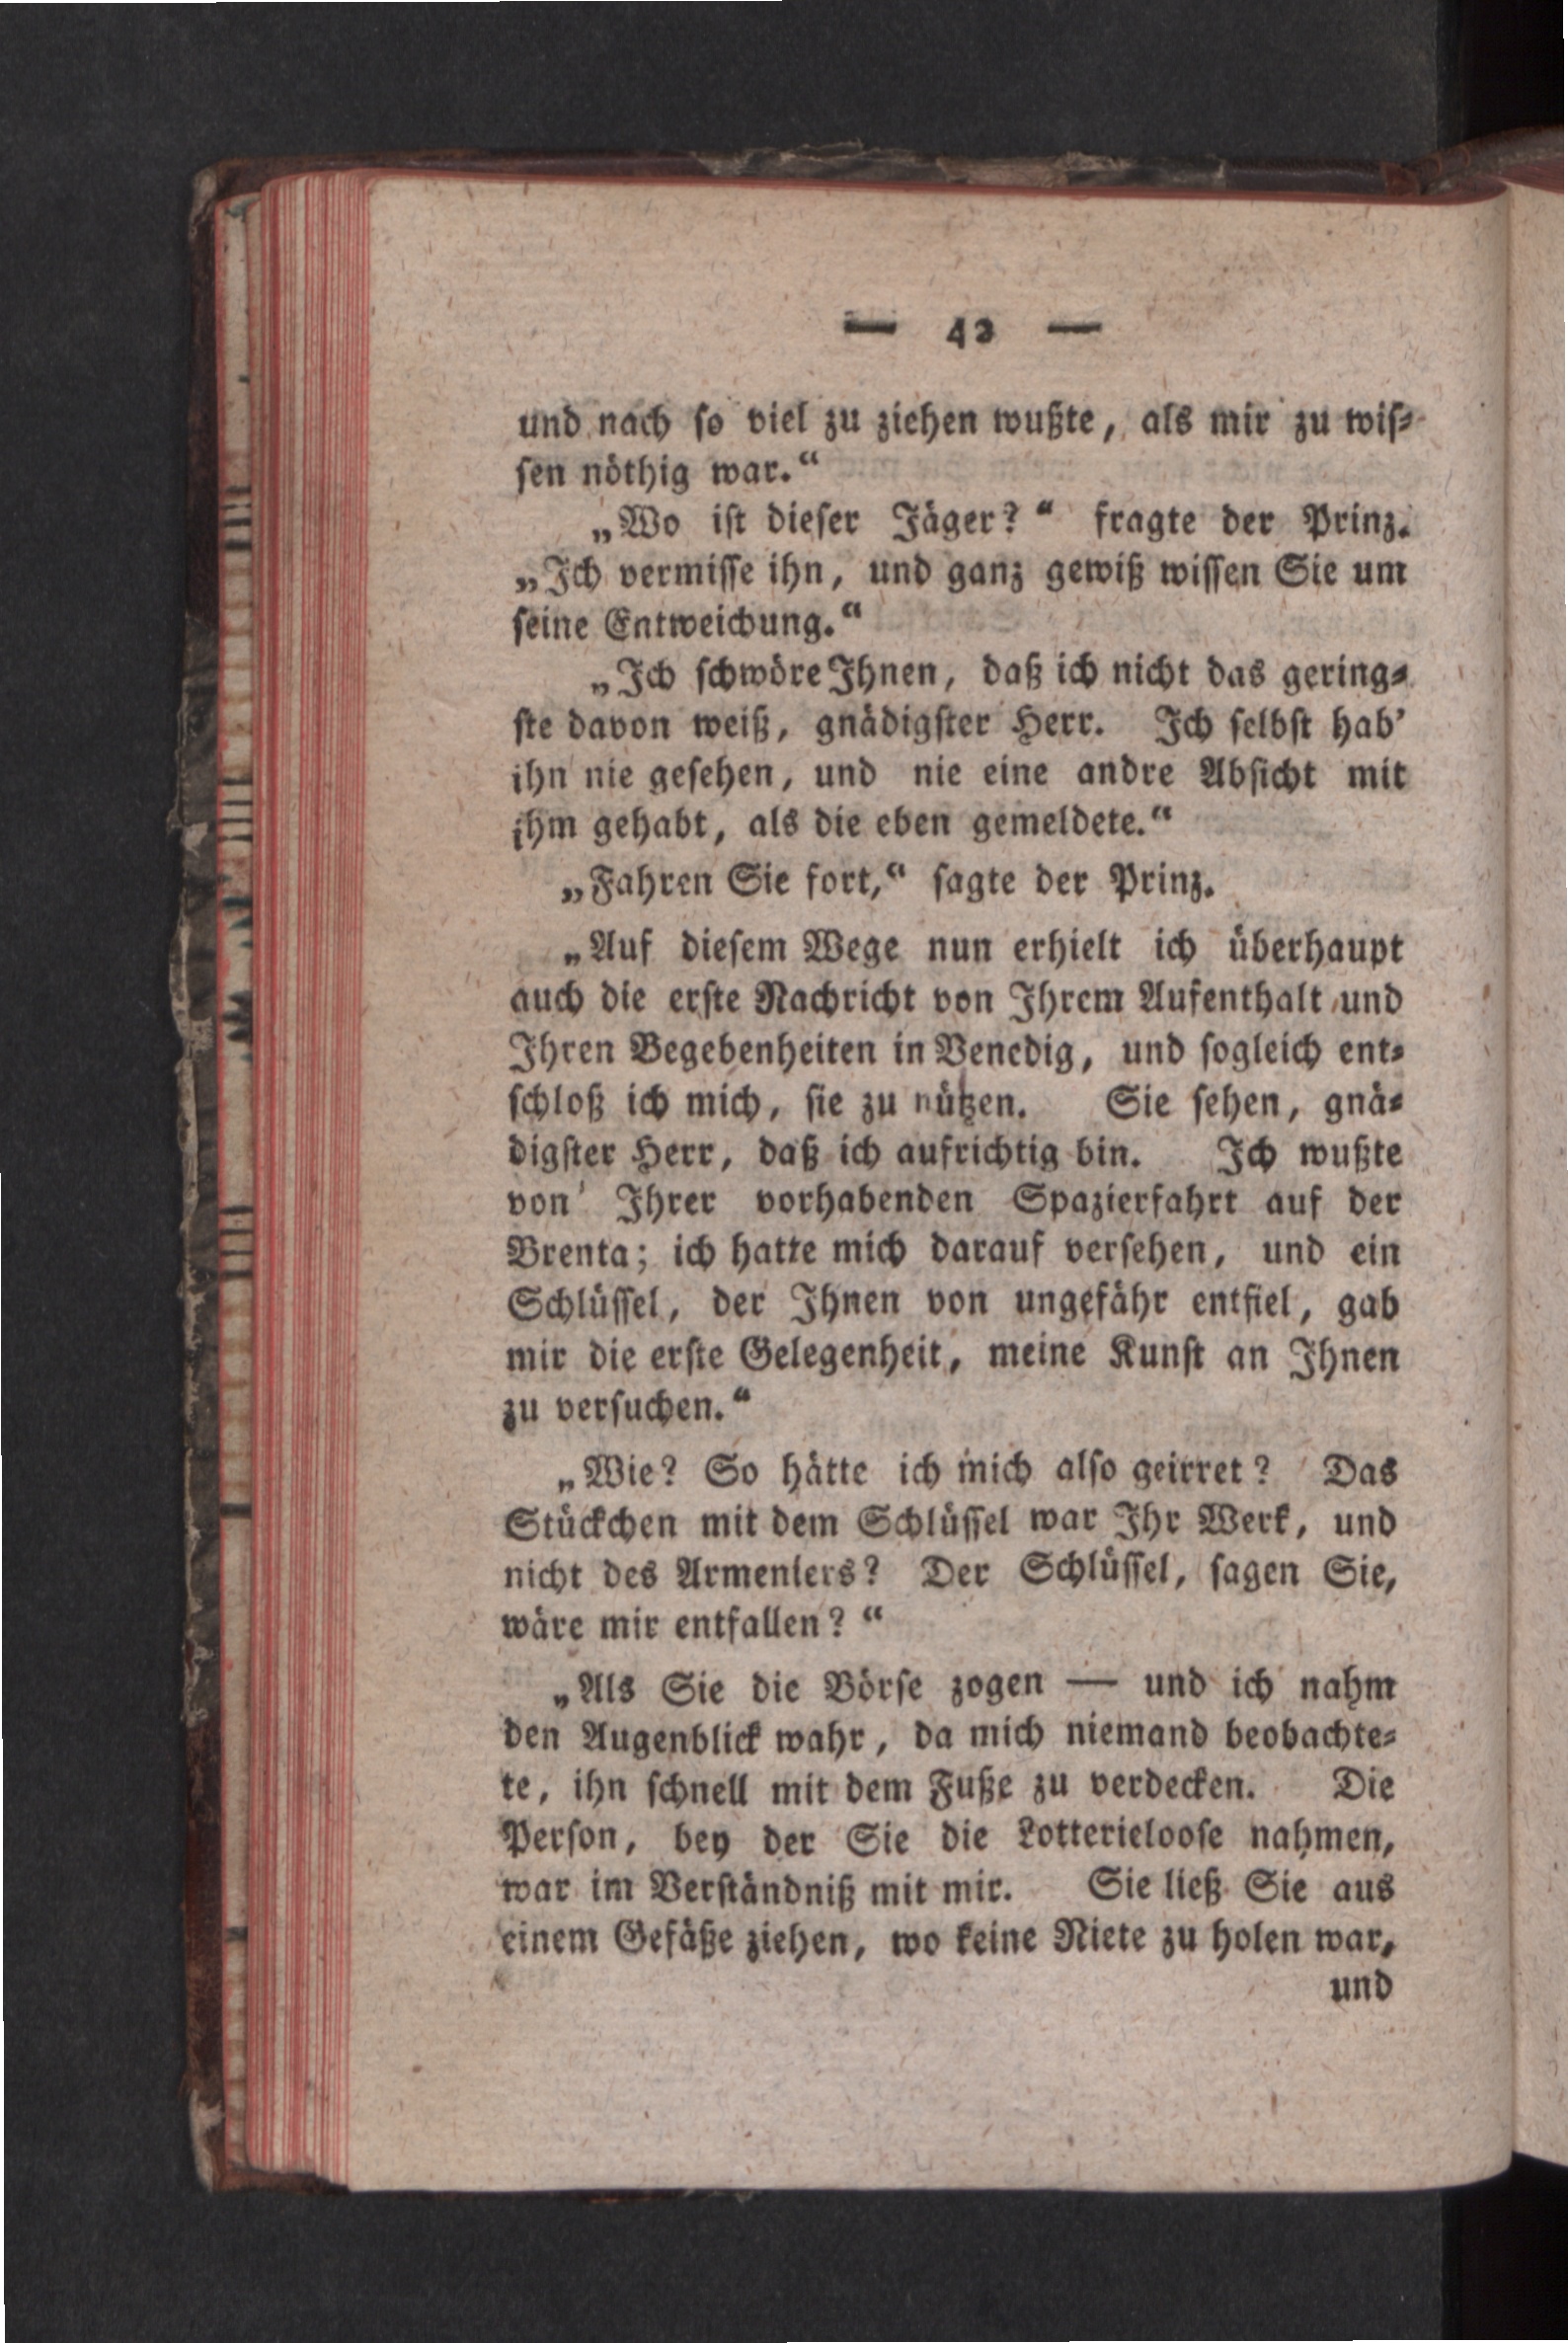 — 42 —
und nach so viel zu ziehen wußte, als mir zu wis-
sen nöthig war.“
„Wo ist dieser Jäger?“ fragte der Prinz.
„Ich vermisse ihn, und ganz gewiß wissen Sie um
seine Entweichung.“
„Ich schwöre Ihnen, daß ich nicht das gering-
ste davon weiß, gnädigster Herr. Ich selbst hab’
ihn nie gesehen, und nie eine andre Absicht mit
ihm gehabt, als die eben gemeldete.“
„Fahren Sie fort,“ sagte der Prinz.
„Auf diesem Wege nun erhielt ich überhaupt
auch die erste Nachricht von Ihrem Aufenthalt und
Ihren Begebenheiten in Venedig, und sogleich ent-
schloß ich mich, sie zu nützen. Sie sehen, gnä-
digster Herr, daß ich aufrichtig bin. Ich wußte
von Ihrer vorhabenden Spazierfahrt auf der
Brenta; ich hatte mich darauf versehen, und ein
Schlüssel, der Ihnen von ungefähr entfiel, gab
mir die erste Gelegenheit, meine Kunst an Ihnen
zu versuchen.“
„Wie? So hätte ich mich also geirret? Das
Stückchen mit dem Schlüssel war Ihr Werk, und
nicht des Armeniers? Der Schlüssel, sagen Sie,
wäre mir entfallen?“
„Als Sie die Börse zogen — und ich nahm
den Augenblick wahr, da mich niemand beobachte-
te, ihn schnell mit dem Fuße zu verdecken. Die
Person, bey der Sie die Lotterieloose nahmen,
war im Verständniß mit mir. Sie ließ Sie aus
einem Gefäße ziehen, wo keine Niete zu holen war,
und